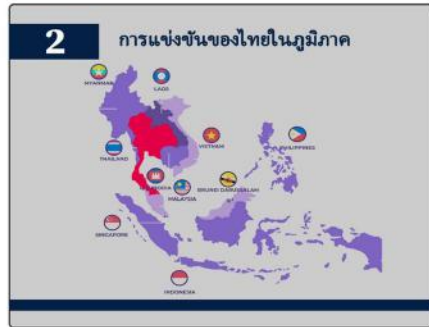 2
การแข่งขันของไทยในภูมิภาค
MYANMAR
LAOS
VIETNAM
PHILIPPINES
THAILAND
CAMBODIA
MALAYSIA
BRUNEI DARUSSALAM
SINGAPORE
INDONESIA